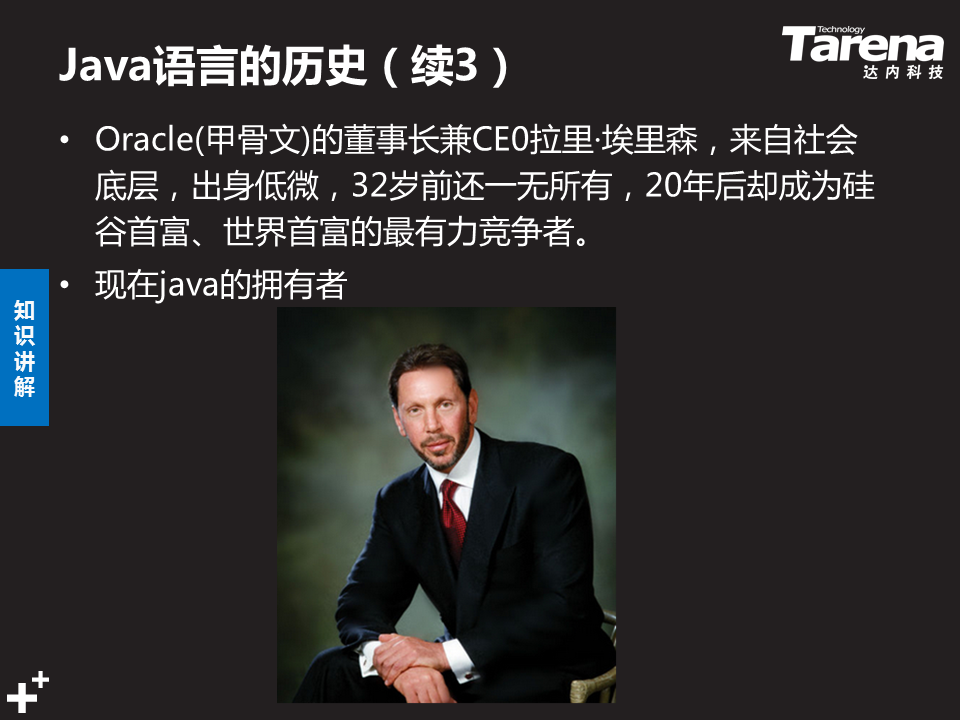 Java语言的历史（续3）
Technology
Tarena
达内科技
• Oracle(甲骨文)的董事长兼CE0拉里·埃里森，来自社会
底层，出身低微，32岁前还一无所有，20年后却成为硅
谷首富、世界首富的最有力竞争者。
• 现在java的拥有者
知
识
讲
解